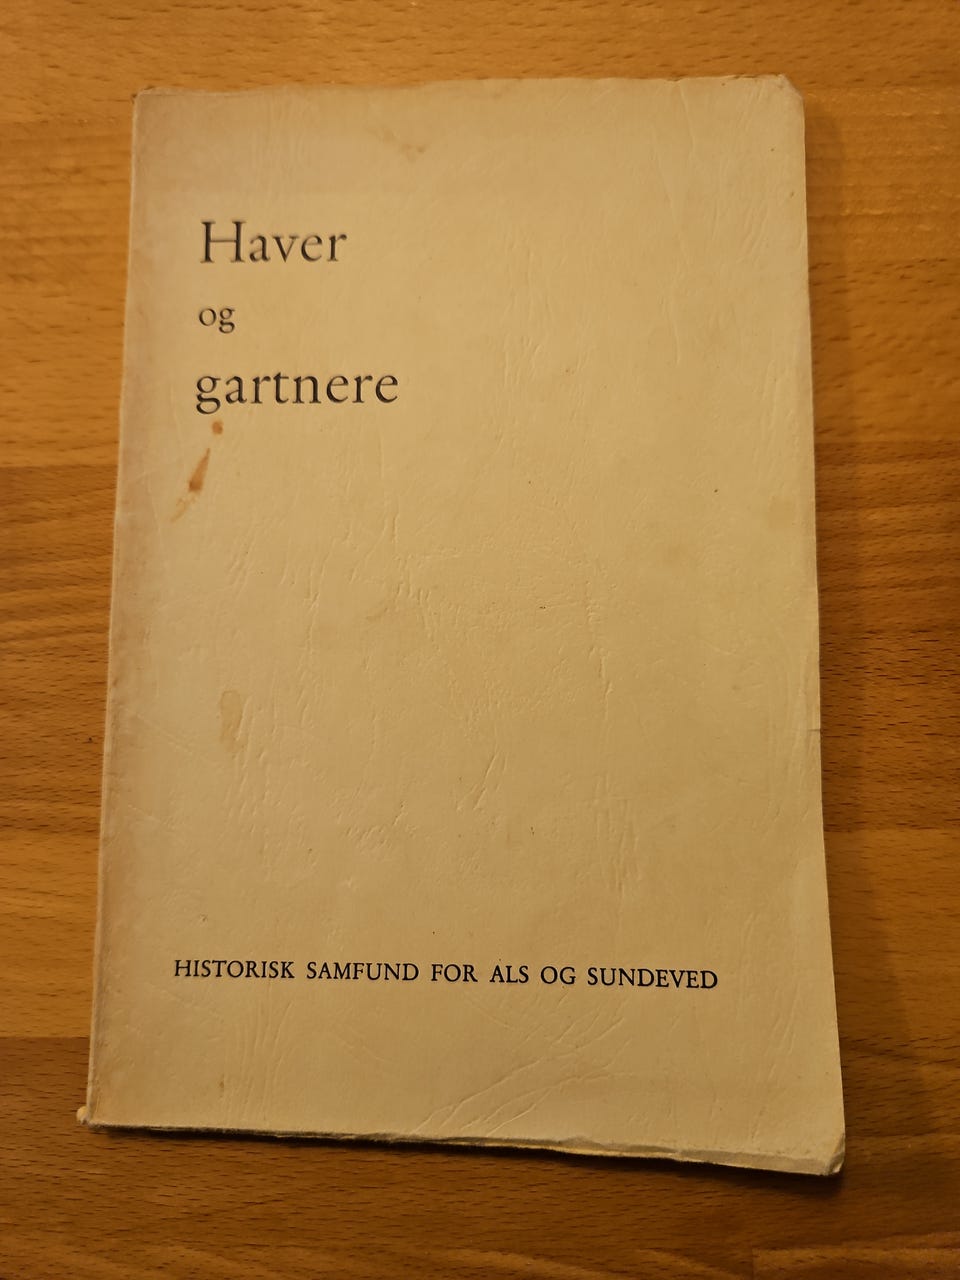 Haver
og
gartnere
HISTORISK SAMFUND FOR ALS OG SUNDEVED